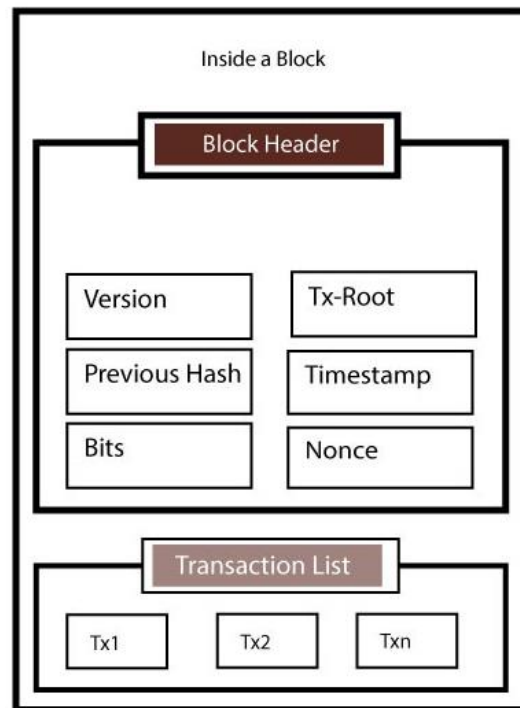 Inside a Block
Block Header
Version
Tx-Root
Previous Hash
Timestamp
Bits
Nonce
Transaction List
Tx1
Tx2
Txn